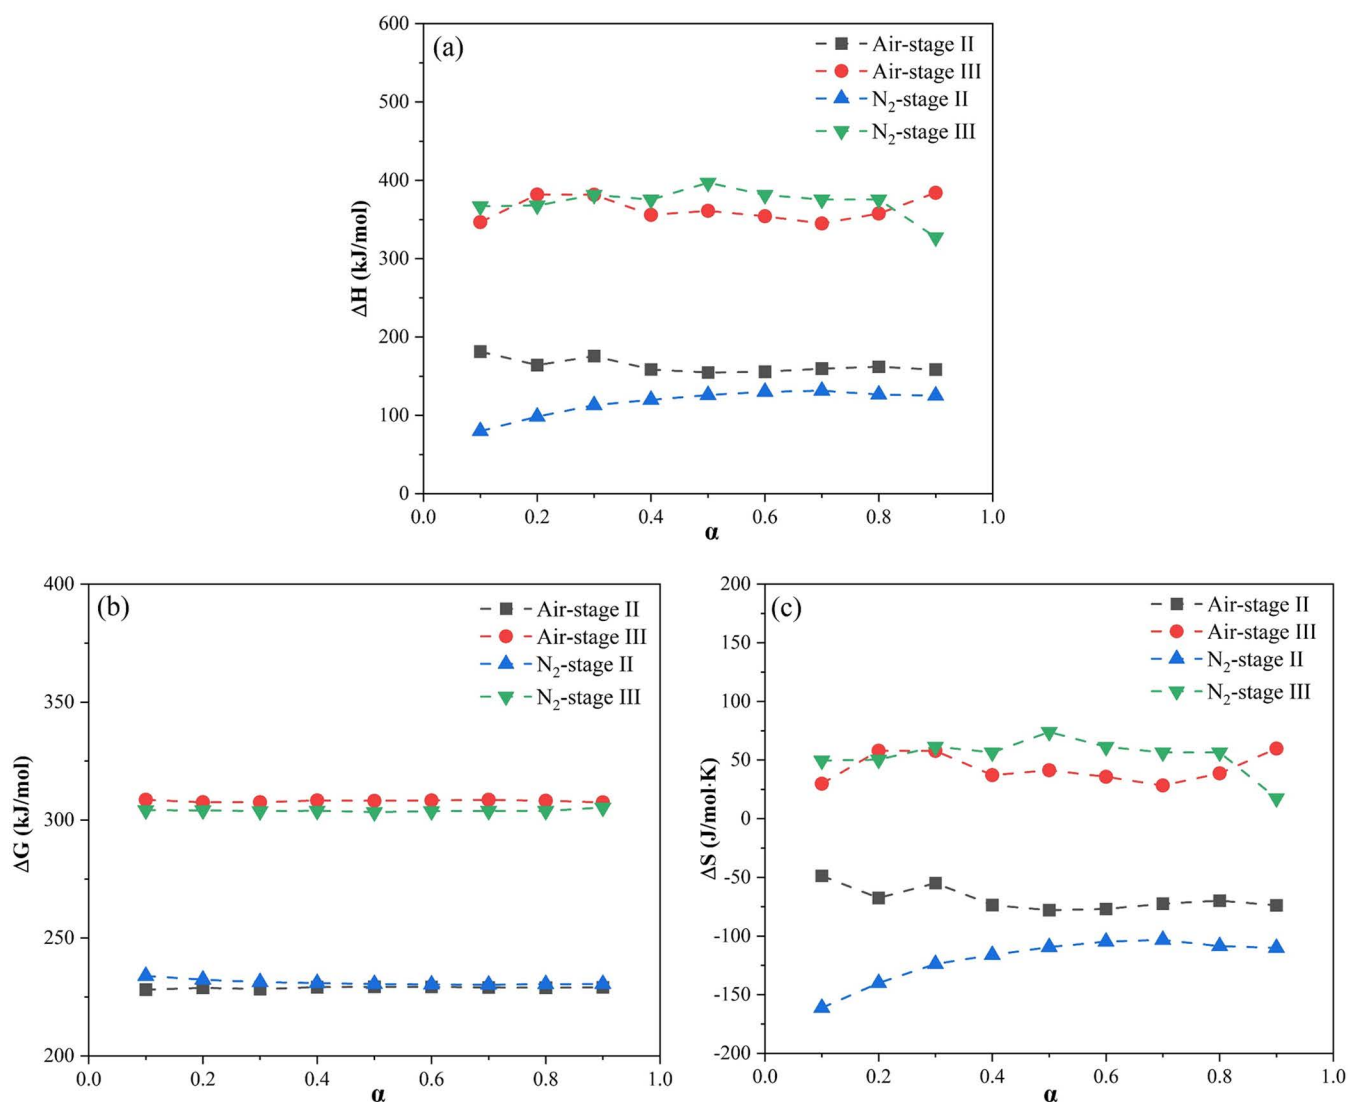 (a)
600
500
400
300
200
100
0
ΔH (kJ/mol)
Air-stage II
Air-stage III
N₂-stage II
N₂-stage III
0.0 0.2 0.4 0.6 0.8 1.0
α
(b)
400
350
300
250
200
ΔG (kJ/mol)
Air-stage II
Air-stage III
N₂-stage II
N₂-stage III
0.0 0.2 0.4 0.6 0.8 1.0
α
(c)
200
150
100
50
0
-50
-100
-150
-200
ΔS (J/mol·K)
Air-stage II
Air-stage III
N₂-stage II
N₂-stage III
0.0 0.2 0.4 0.6 0.8 1.0
α